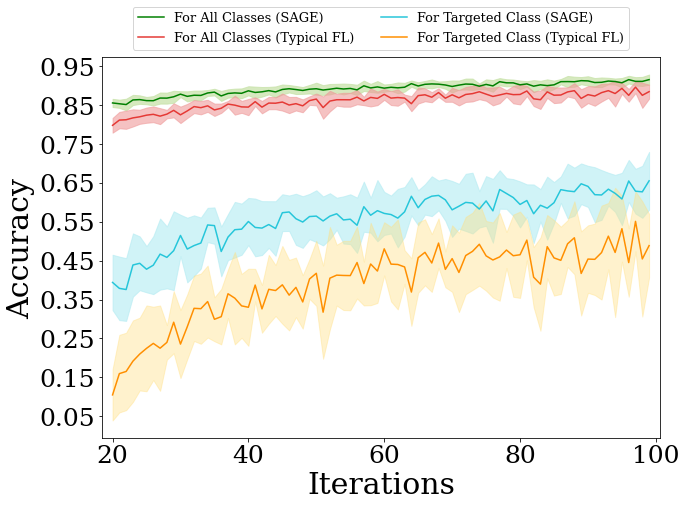 For All Classes (SAGE)
For All Classes (Typical FL)
For Targeted Class (SAGE)
For Targeted Class (Typical FL)
0.95
0.85
0.75
0.65
0.55
0.45
0.35
0.25
0.15
0.05
Accuracy
20 40 60 80 100
Iterations